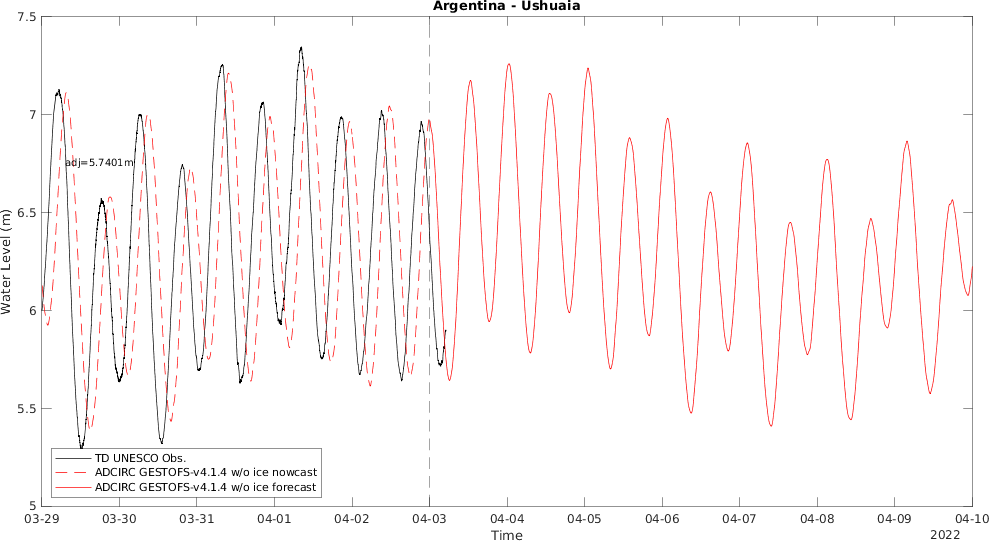 Argentina - Ushuaia
7.5
7
6.5
6
5.5
5
Water Level (m)
adj=5.7401m
TD UNESCO Obs.
ADCIRC GESTOFS-v4.1.4 w/o ice nowcast
ADCIRC GESTOFS-v4.1.4 w/o ice forecast
03-29 03-30 03-31 04-01 04-02 04-03 04-04 04-05 04-06 04-07 04-08 04-09 04-10
Time
2022